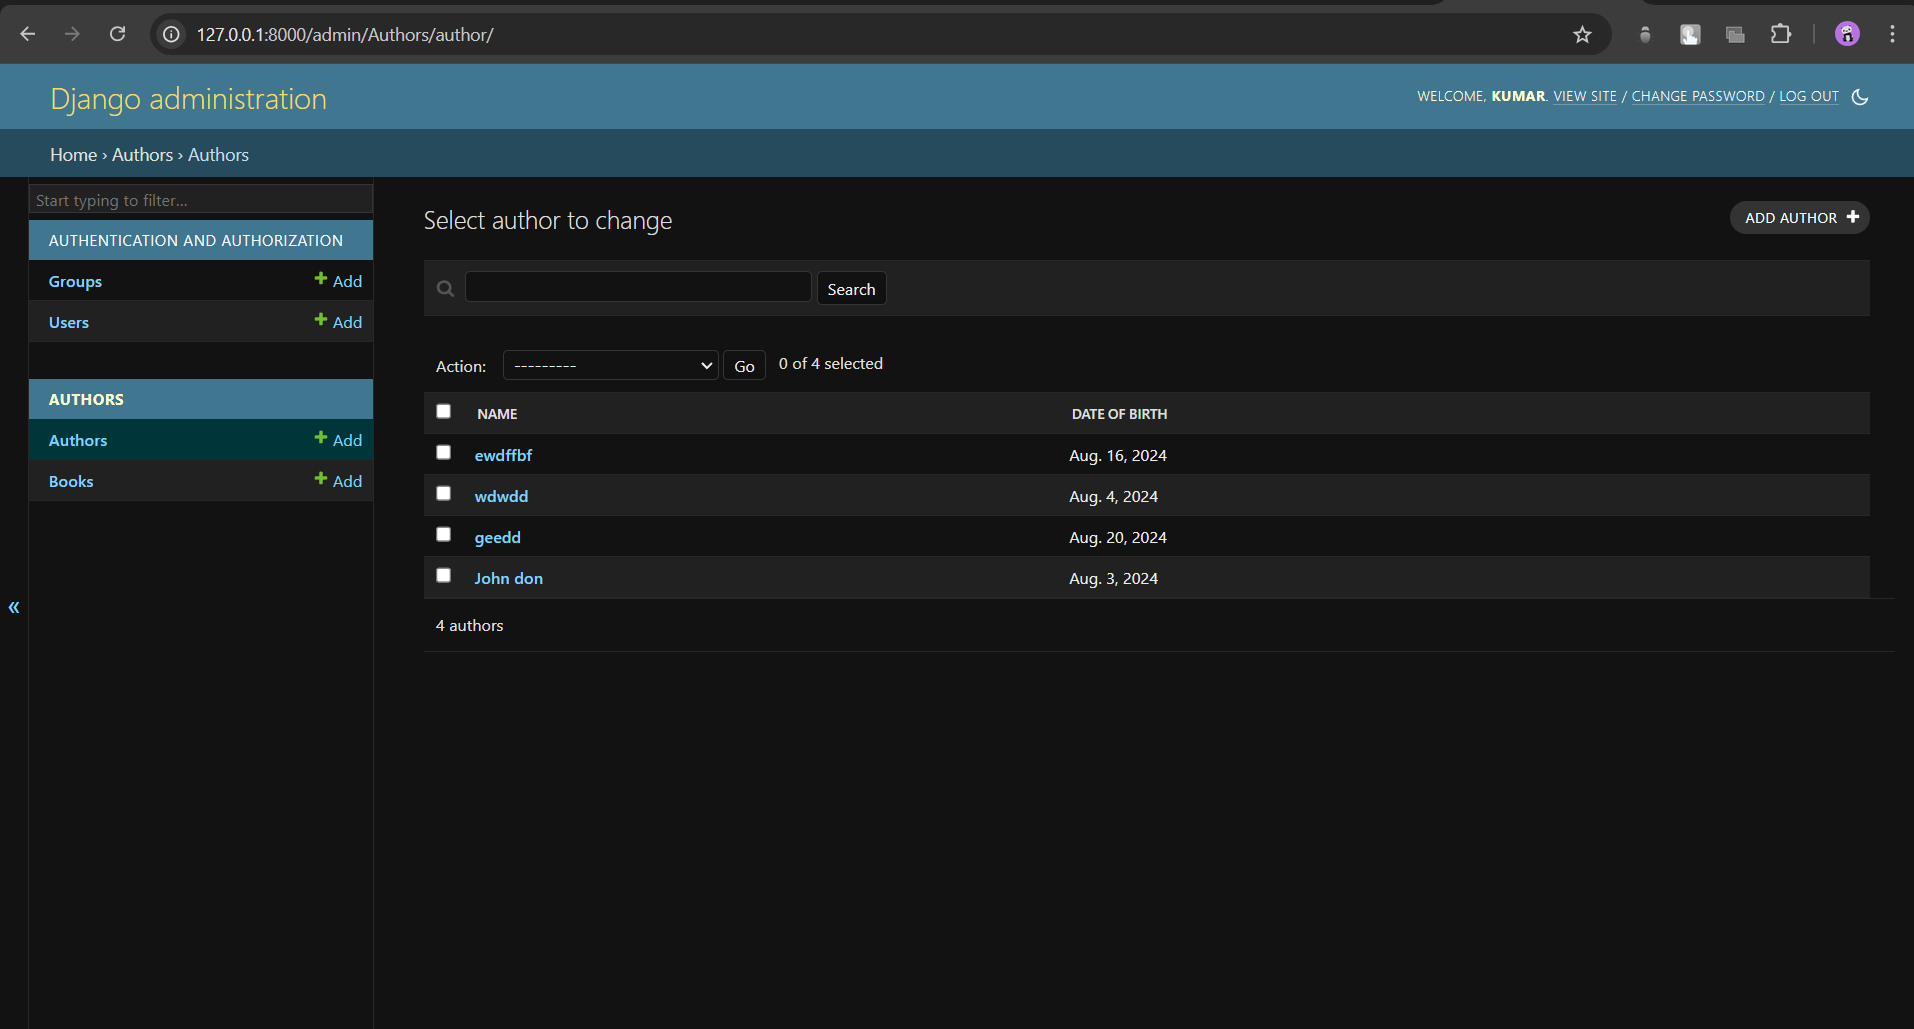 127.0.0.1:8000/admin/Authors/author/
Django administration
WELCOME, KUMAR. VIEW SITE / CHANGE PASSWORD / LOG OUT
Home › Authors › Authors
Start typing to filter...
AUTHENTICATION AND AUTHORIZATION
Groups Add
Users Add
AUTHORS
Authors Add
Books Add
«
Select author to change
ADD AUTHOR
Search
Action: --------- Go 0 of 4 selected
NAME DATE OF BIRTH
ewdffbf Aug. 16, 2024
wdwdd Aug. 4, 2024
geedd Aug. 20, 2024
John don Aug. 3, 2024
4 authors